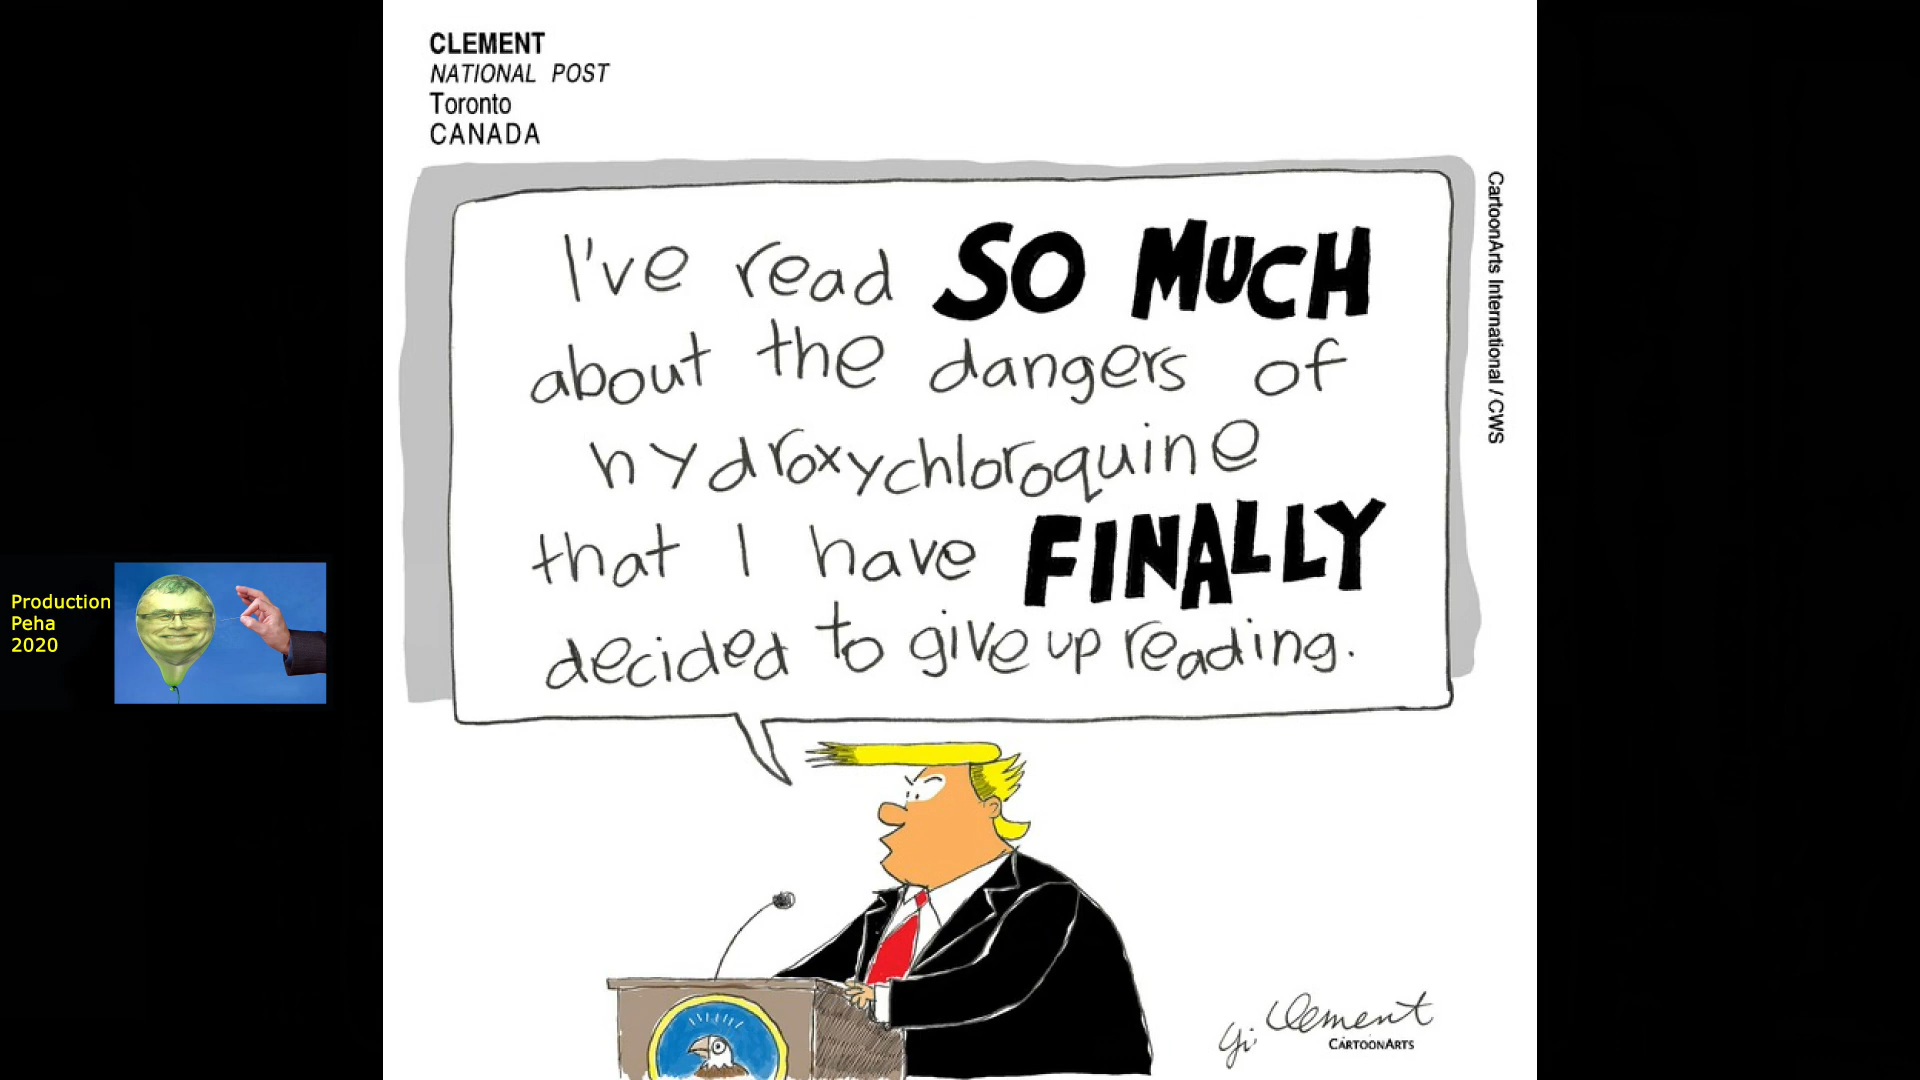 CLEMENT
NATIONAL POST
Toronto
CANADA
I've read SO MUCH
about the dangers of
hydroxychloroquine
that I have FINALLY
decided to give up reading.
CartoonArts International / CWS
Production
Peha
2020
Clement
CARTOONARTS